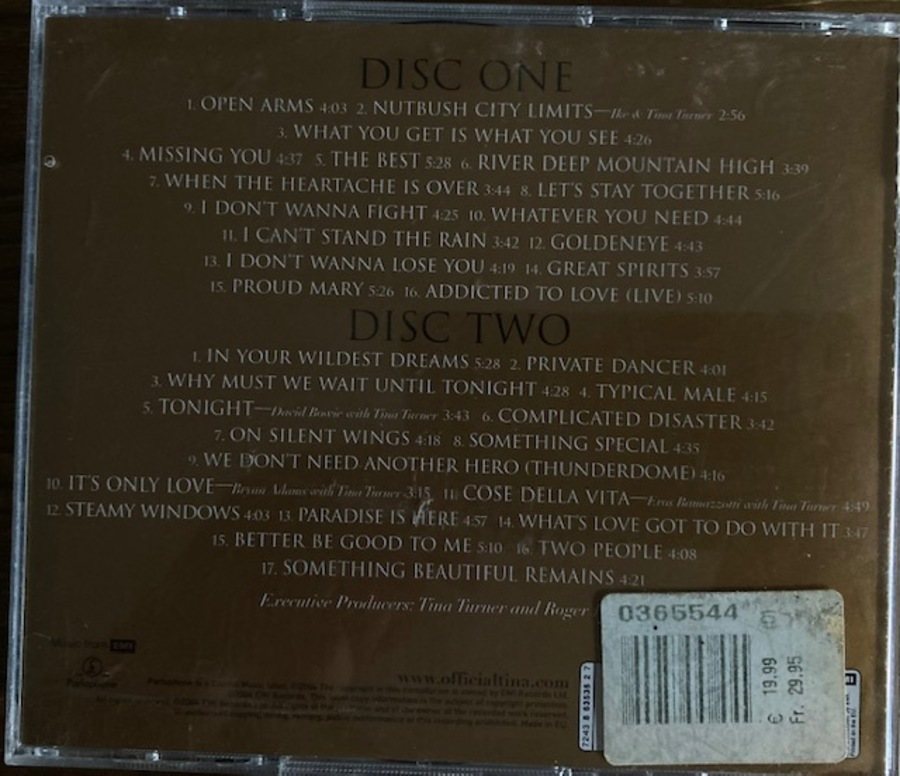 DISC ONE
1. OPEN ARMS 4:03 2. NUTBUSH CITY LIMITS—Ike & Tina Turner 2:56
3. WHAT YOU GET IS WHAT YOU SEE 4:26
4. MISSING YOU 4:37 5. THE BEST 5:28 6. RIVER DEEP MOUNTAIN HIGH 3:39
7. WHEN THE HEARTACHE IS OVER 3:44 8. LET'S STAY TOGETHER 5:16
9. I DON'T WANNA FIGHT 4:25 10. WHATEVER YOU NEED 4:44
11. I CAN'T STAND THE RAIN 3:42 12. GOLDENEYE 4:43
13. I DON'T WANNA LOSE YOU 4:19 14. GREAT SPIRITS 3:57
15. PROUD MARY 5:26 16. ADDICTED TO LOVE (LIVE) 5:10
DISC TWO
1. IN YOUR WILDEST DREAMS 5:28 2. PRIVATE DANCER 4:01
3. WHY MUST WE WAIT UNTIL TONIGHT 4:28 4. TYPICAL MALE 4:15
5. TONIGHT—David Bowie with Tina Turner 3:43 6. COMPLICATED DISASTER 3:42
7. ON SILENT WINGS 4:18 8. SOMETHING SPECIAL 4:35
9. WE DON'T NEED ANOTHER HERO (THUNDERDOME) 4:16
10. IT'S ONLY LOVE—Bryan Adams with Tina Turner 3:15 11. COSE DELLA VITA—Eros Ramazzotti with Tina Turner 4:49
12. STEAMY WINDOWS 4:03 13. PARADISE IS HERE 4:57 14. WHAT'S LOVE GOT TO DO WITH IT 3:47
15. BETTER BE GOOD TO ME 5:10 16. TWO PEOPLE 4:08
17. SOMETHING BEAUTIFUL REMAINS 4:21
Executive Producers: Tina Turner and Roger
0365544
€ 19,99
Fr. 29.95
Music from EMI
Parlophone
www.officialtina.com
7243 8 63536 2 7